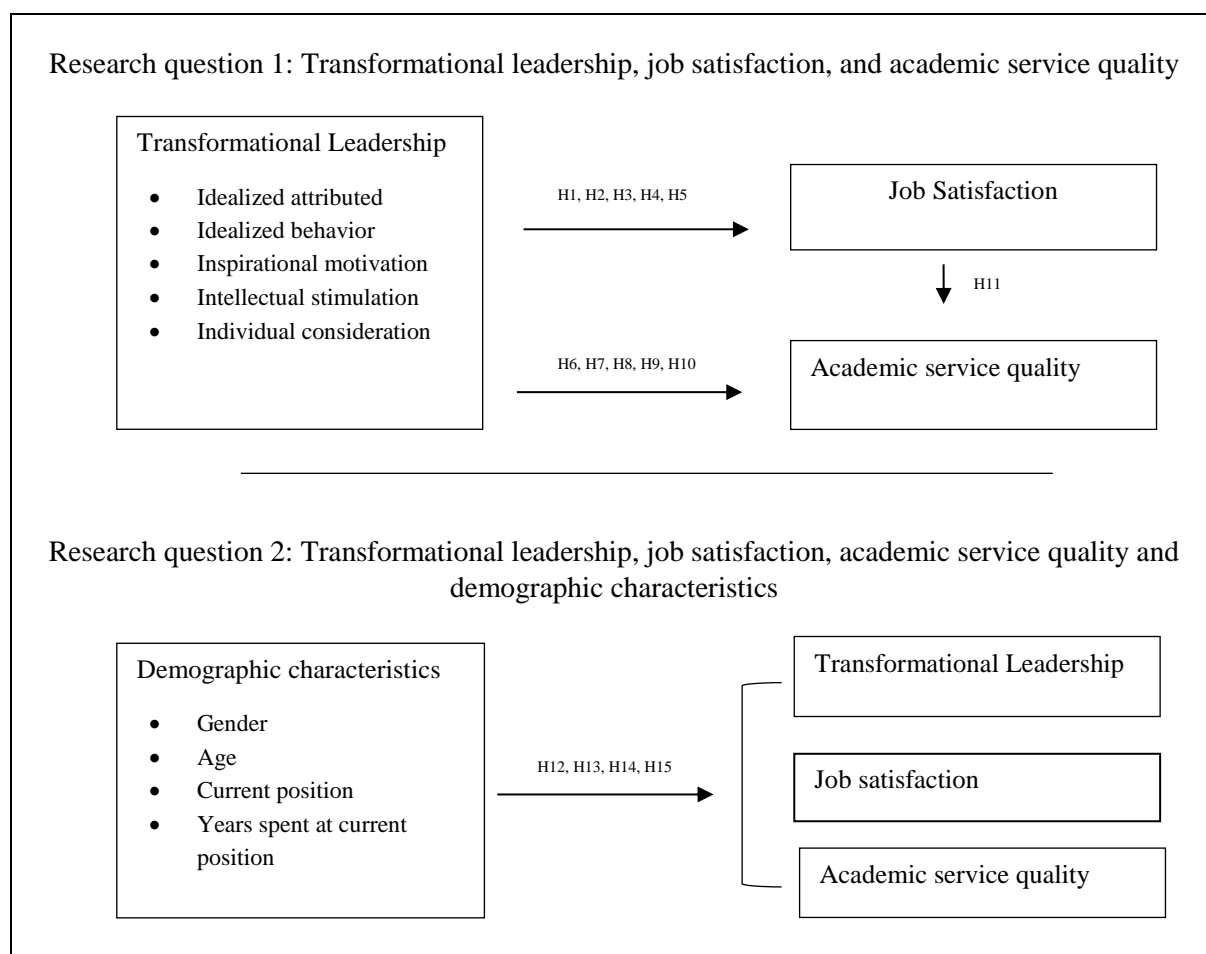 Research question 1: Transformational leadership, job satisfaction, and academic service quality
Transformational Leadership
• Idealized attributed
• Idealized behavior
• Inspirational motivation
• Intellectual stimulation
• Individual consideration
H1, H2, H3, H4, H5
Job Satisfaction
H11
H6, H7, H8, H9, H10
Academic service quality
Research question 2: Transformational leadership, job satisfaction, academic service quality and
demographic characteristics
Demographic characteristics
• Gender
• Age
• Current position
• Years spent at current
position
H12, H13, H14, H15
Transformational Leadership
Job satisfaction
Academic service quality